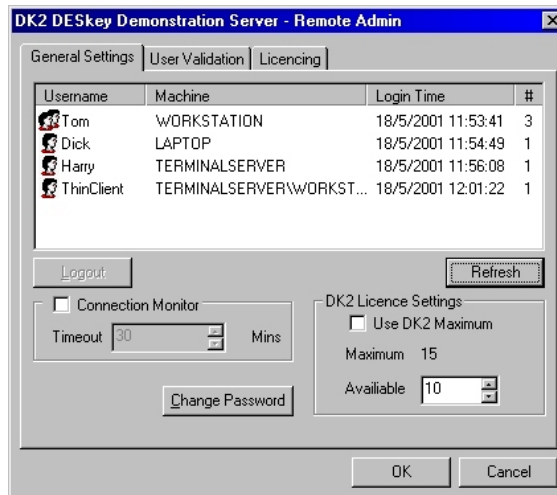 DK2 DESkey Demonstration Server - Remote Admin
General Settings User Validation Licencing
Username Machine Login Time #
Tom WORKSTATION 18/5/2001 11:53:41 3
Dick LAPTOP 18/5/2001 11:54:49 1
Harry TERMINALSERVER 18/5/2001 11:56:08 1
ThinClient TERMINALSERVER\WORKST... 18/5/2001 12:01:22 1
Logout Refresh
Connection Monitor DK2 Licence Settings
Use DK2 Maximum
Timeout 30 Mins
Maximum 15
Availiable 10
Change Password
OK Cancel